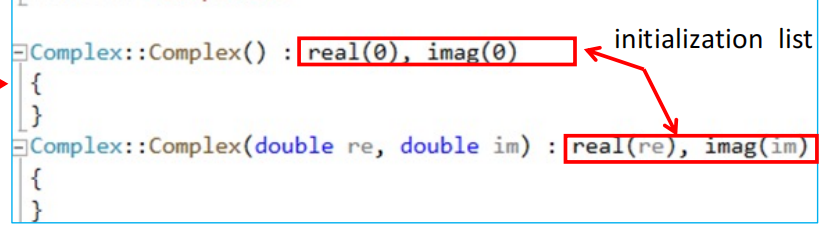 Complex::Complex() : real(0), imag(0)
initialization list
{
}
Complex::Complex(double re, double im) : real(re), imag(im)
{
}